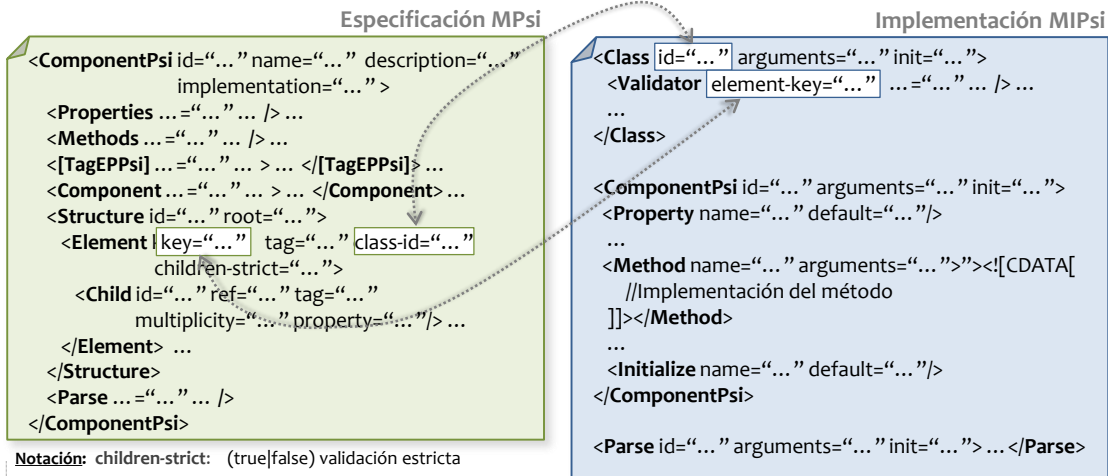 Especificación MPsi
<ComponentPsi id="…" name="…" description="…"
implementation="…" >
<Properties …="…" … /> …
<Methods …="…" … /> …
<[TagEPPsi] …="…" … > … </[TagEPPsi]> …
<Component …="…" … > … </Component> …
<Structure id="…" root="…">
<Element key="…" tag="…" class-id="…"
children-strict="…">
<Child id="…" ref="…" tag="…"
multiplicity="…" property="…"/> …
</Element> …
</Structure>
<Parse …="…" … />
</ComponentPsi>
Notación: children-strict: (true|false) validación estricta
Implementación MIPsi
<Class id="…" arguments="…" init="…">
<Validator element-key="…" …="…" … /> …
…
</Class>
<ComponentPsi id="…" arguments="…" init="…">
<Property name="…" default="…"/>
…
<Method name="…" arguments="…">"><![CDATA[
//Implementación del método
]]></Method>
…
<Initialize name="…" default="…"/>
</ComponentPsi>
<Parse id="…" arguments="…" init="…"> … </Parse>